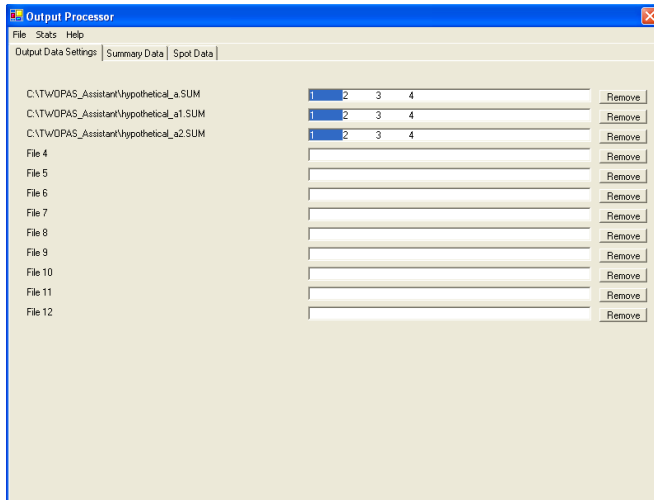 Output Processor
File Stats Help
Output Data Settings Summary Data Spot Data
C:\TWOPAS_Assistant\hypothetical_a.SUM 1 2 3 4 Remove
C:\TWOPAS_Assistant\hypothetical_a1.SUM 1 2 3 4 Remove
C:\TWOPAS_Assistant\hypothetical_a2.SUM 1 2 3 4 Remove
File 4 Remove
File 5 Remove
File 6 Remove
File 7 Remove
File 8 Remove
File 9 Remove
File 10 Remove
File 11 Remove
File 12 Remove